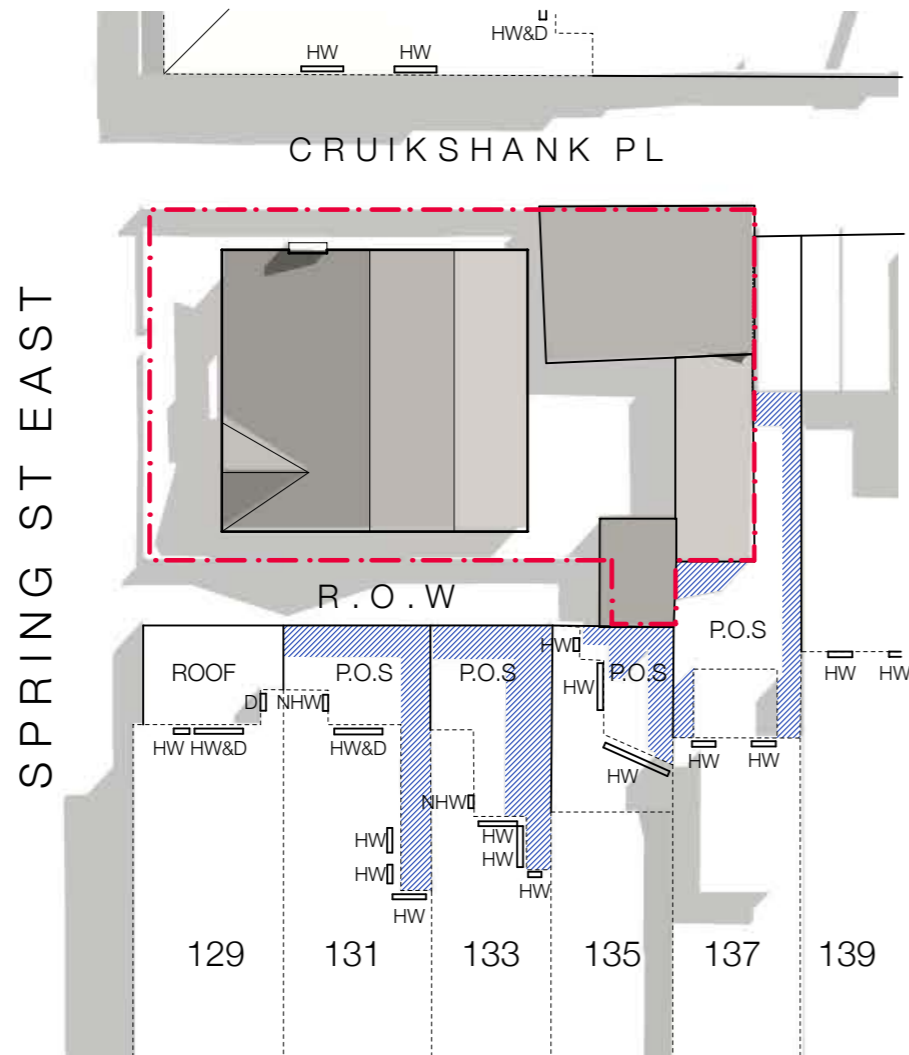 HW&D
HW HW
CRUIKSHANK PL
SPRING ST EAST
R.O.W
P.O.S
ROOF P.O.S P.O.S HW P.O.S
HW
HW HW
D NHW
HW HW&D HW&D HW HW HW
NHW
HW HW
HW HW HW
HW
129 131 133 135 137 139